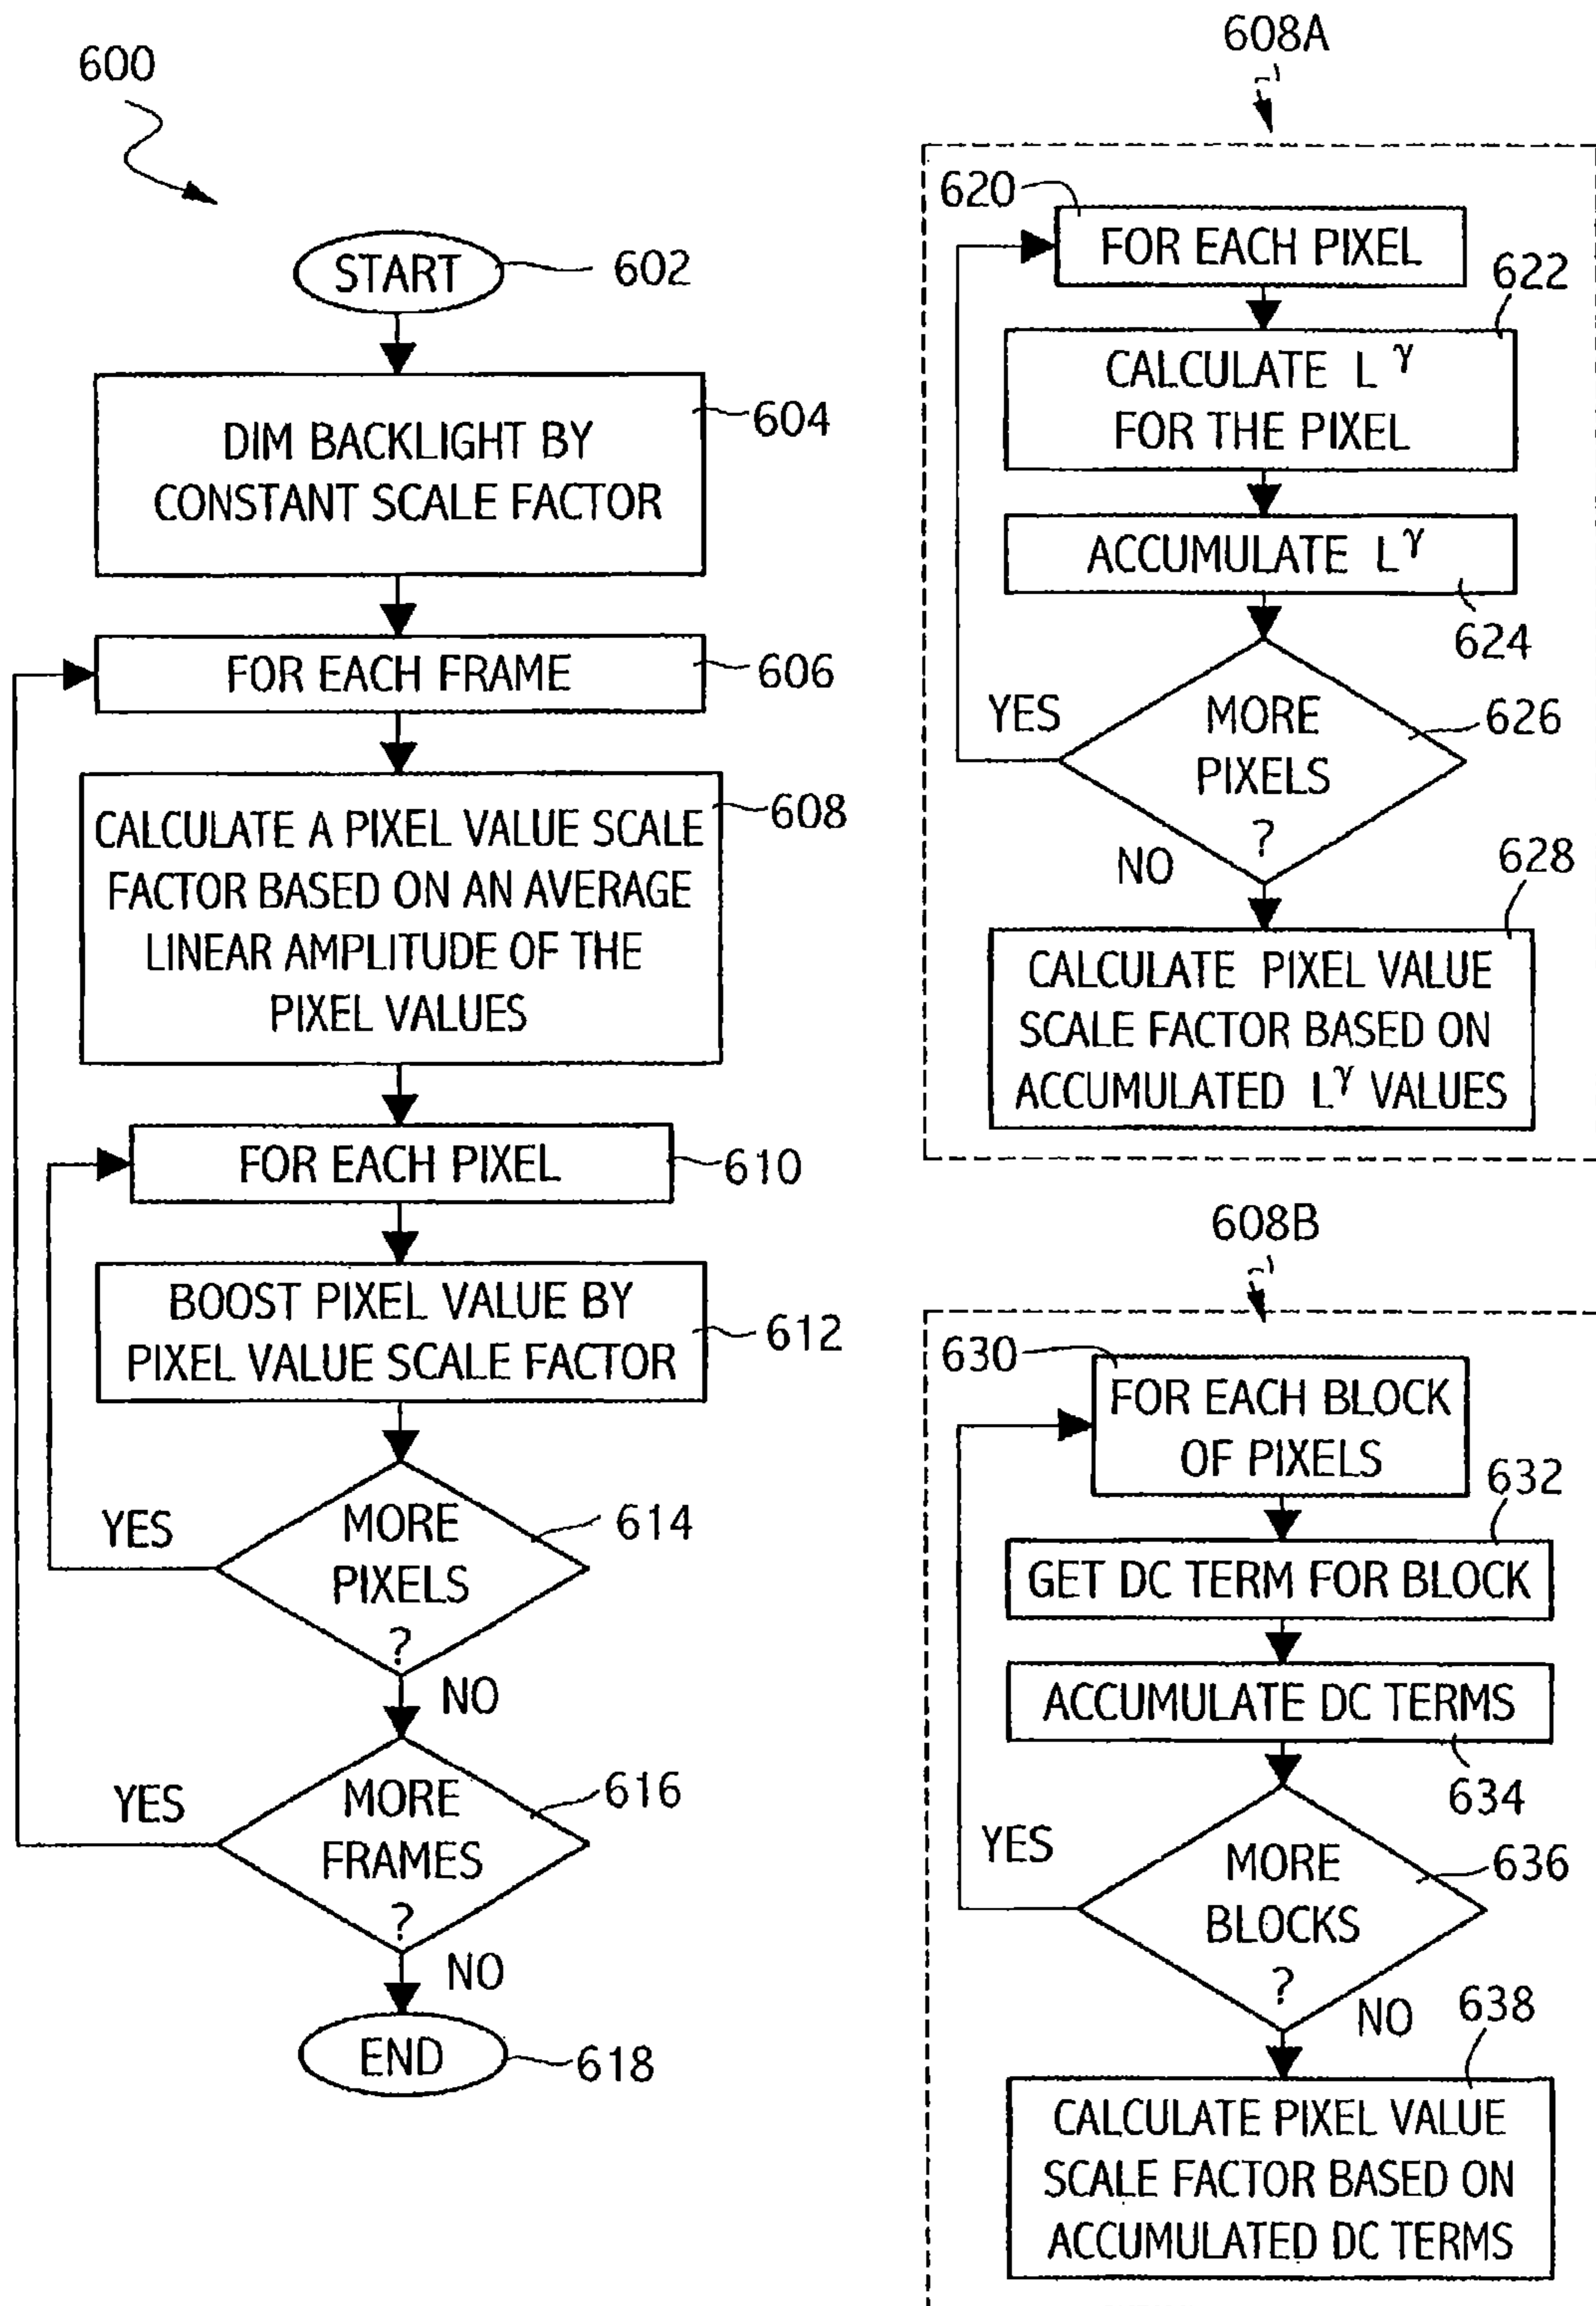 600
START
602
DIM BACKLIGHT BY
CONSTANT SCALE FACTOR
604
FOR EACH FRAME
606
CALCULATE A PIXEL VALUE SCALE
FACTOR BASED ON AN AVERAGE
LINEAR AMPLITUDE OF THE
PIXEL VALUES
608
FOR EACH PIXEL
610
BOOST PIXEL VALUE BY
PIXEL VALUE SCALE FACTOR
612
MORE
PIXELS
?
614
YES
NO
MORE
FRAMES
?
616
YES
NO
END
618
608A
620
FOR EACH PIXEL
622
CALCULATE L^γ
FOR THE PIXEL
ACCUMULATE L^γ
624
MORE
PIXELS
?
626
YES
NO
628
CALCULATE PIXEL VALUE
SCALE FACTOR BASED ON
ACCUMULATED L^γ VALUES
608B
630
FOR EACH BLOCK
OF PIXELS
632
GET DC TERM FOR BLOCK
ACCUMULATE DC TERMS
634
MORE
BLOCKS
?
636
YES
NO
638
CALCULATE PIXEL VALUE
SCALE FACTOR BASED ON
ACCUMULATED DC TERMS